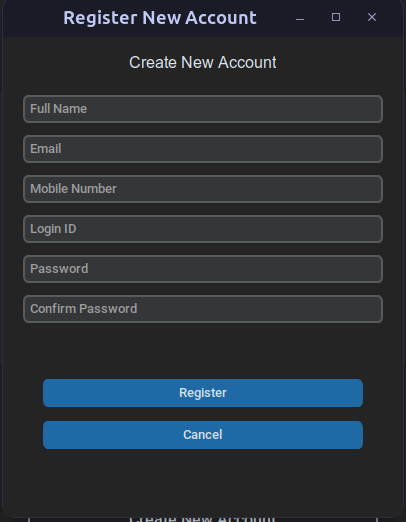 Register New Account
Create New Account
Full Name
Email
Mobile Number
Login ID
Password
Confirm Password
Register
Cancel
Create New Account